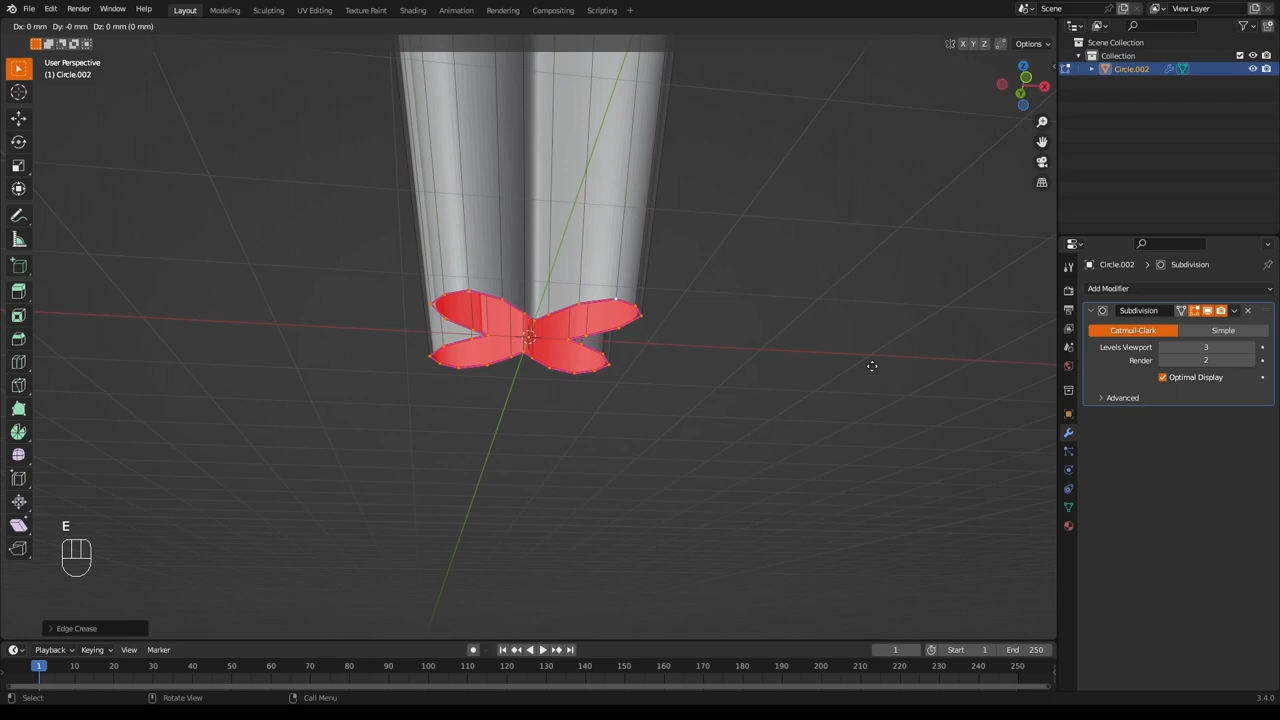 File Edit Render Window Help Layout Modeling Sculpting UV Editing Texture Paint Shading Animation Rendering Compositing Scripting + Scene View Layer
Dx: 0 mm Dy: -0 mm Dz: 0 mm (0 mm)
X Y Z Options
User Perspective
(1) Circle.002
Scene Collection
Collection
Circle.002
Z
X
Y
Circle.002 > Subdivision
Add Modifier
Subdivision
Catmull-Clark Simple
Levels Viewport 3
Render 2
Optimal Display
Advanced
E
Edge Crease
Playback Keying View Marker 1 Start 1 End 250
1 10 20 30 40 50 60 70 80 90 100 110 120 130 140 150 160 170 180 190 200 210 220 230 240 250
Select Rotate View Call Menu 3.4.0